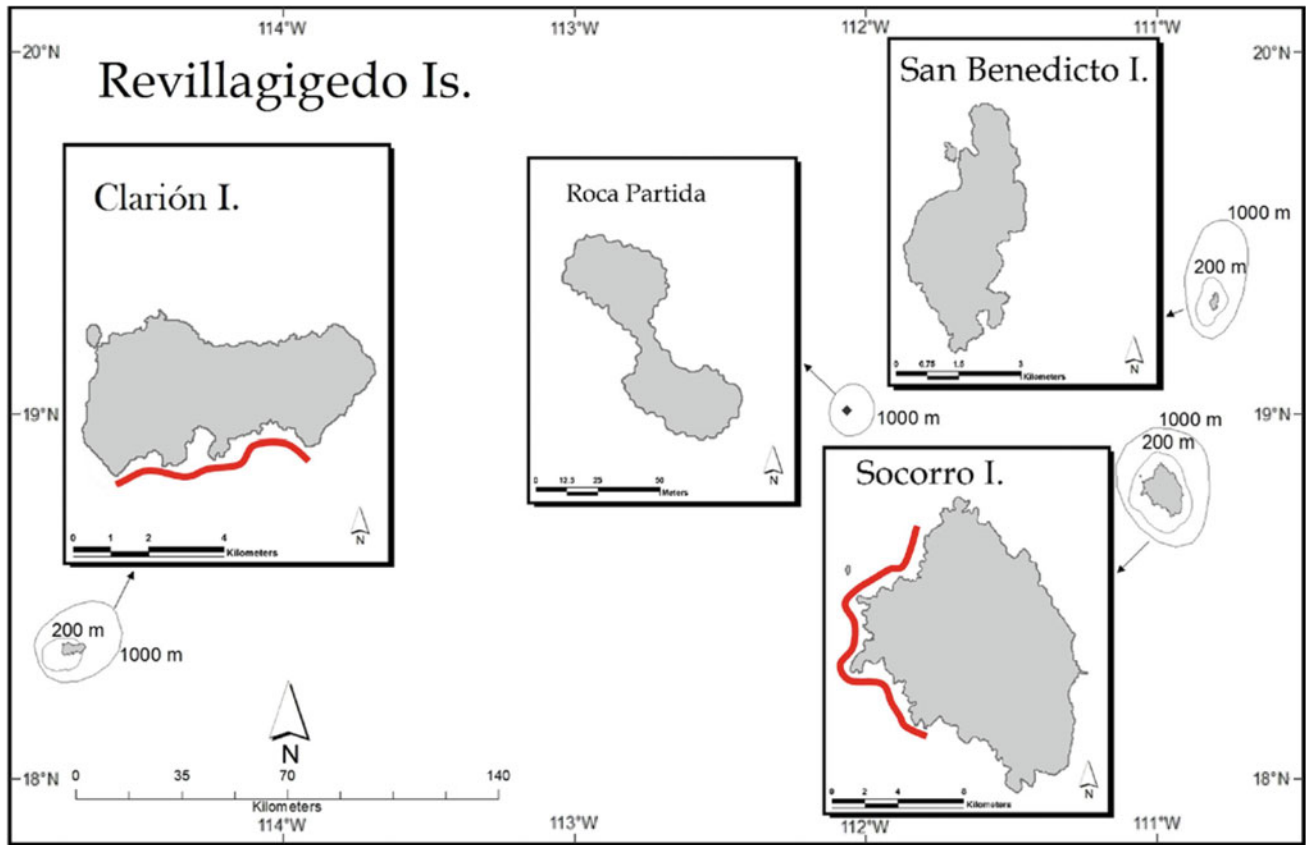 114°W 113°W 112°W 111°W
20°N 20°N
Revillagigedo Is.
San Benedicto I.
Clarión I.
Roca Partida
1000 m
200 m
N
0 6.75 1.5 3
Kilometers
19°N 19°N
1000 m
1000 m
200 m
N
0 12.5 25 50
Meters
Socorro I.
N
0 1 2 4
Kilometers
200 m
1000 m
N
18°N 18°N
0 35 70 140
Kilometers
N
0 2 4 8
Kilometers
114°W 113°W 112°W 111°W